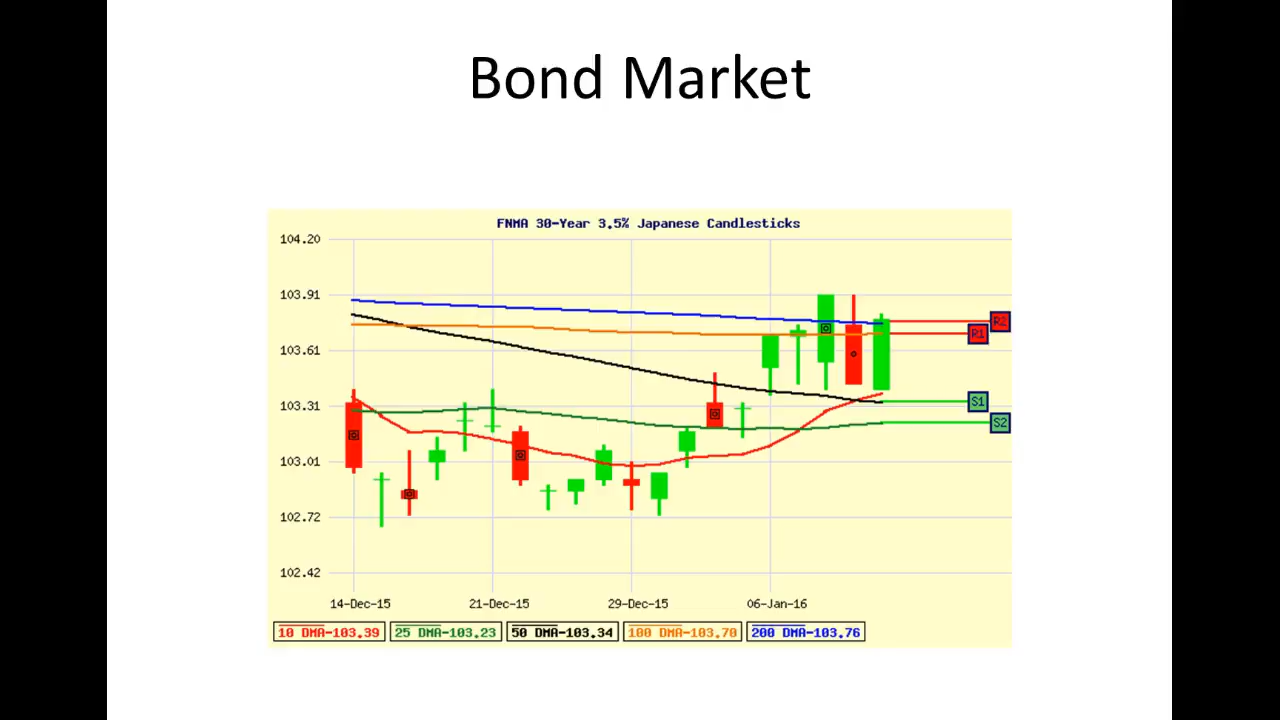 Bond Market
FNMA 30-Year 3.5% Japanese Candlesticks
104.20
103.91
103.61
103.31
103.01
102.72
102.42
R2
R1
S1
S2
14-Dec-15 21-Dec-15 29-Dec-15 06-Jan-16
10 DMA-103.39 25 DMA-103.23 50 DMA-103.34 100 DMA-103.70 200 DMA-103.76